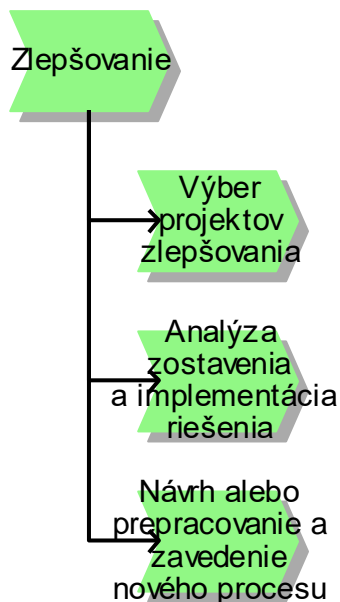 Zlepšovanie
Výber
projektov
zlepšovania
Analýza
zostavenia
a implementácia
riešenia
Návrh alebo
prepracovanie a
zavedenie
nového procesu